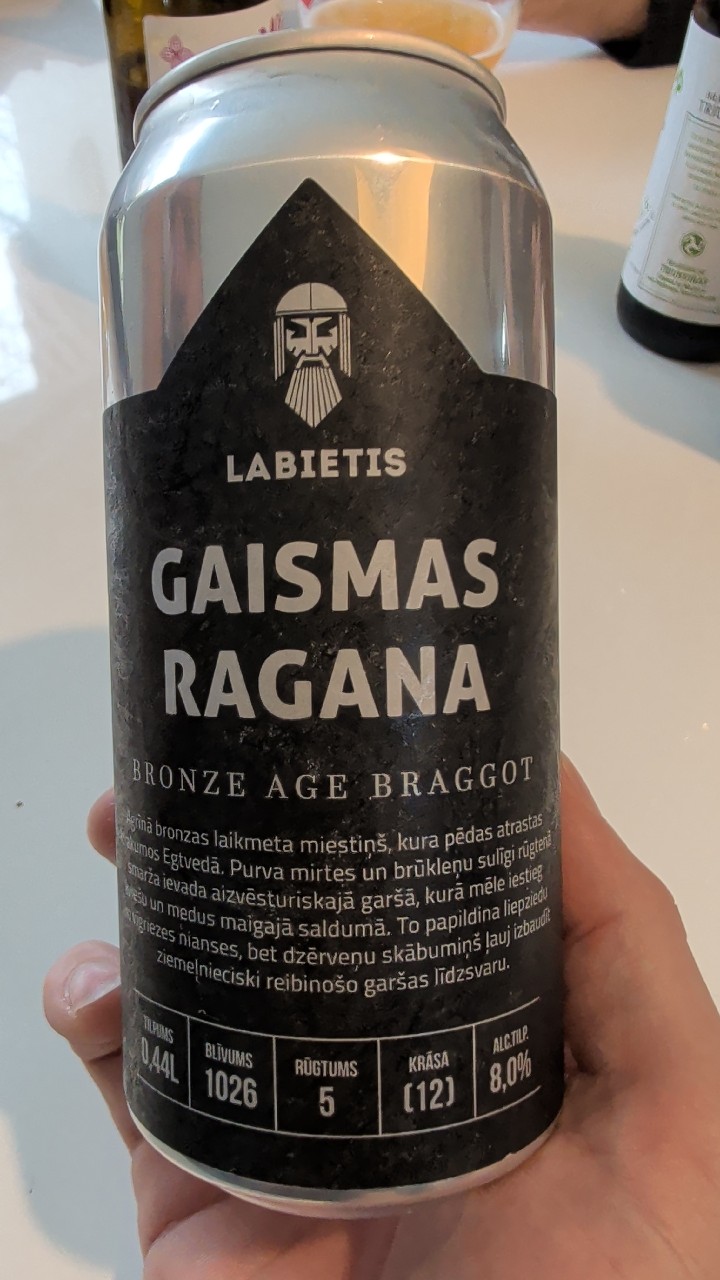 LABIETIS
GAISMAS
RAGANA
BRONZE AGE BRAGGOT
Agrīnā bronzas laikmeta miestiņš, kura pēdas atrastas
Egtvedā. Purva mirtes un brūkleņu sulīgi rūgtenā
smarža ievada aizvēsturiskajā garšā, kurā mēle iestieg
un medus maigajā saldumā. To papildina liepziedu
nianses, bet dzērveņu skābumiņš ļauj izbaudīt
ziemeļnieciski reibinošo garšas līdzsvaru.
TILPUMS BLĪVUMS RŪGTUMS KRĀSA ALC.TILP.
0,44L 1026 5 (12) 8,0%